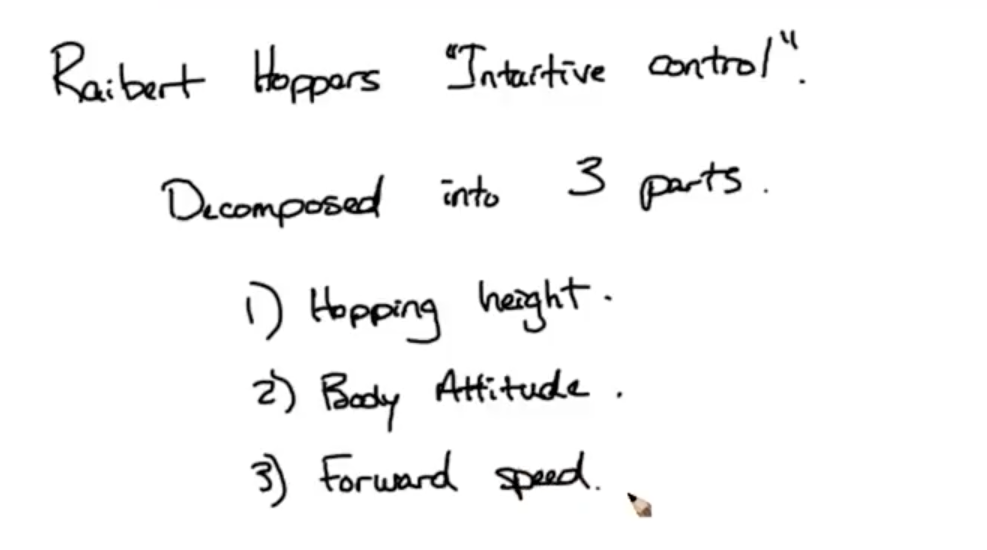 Raibert Hoppers "Intuitive control".
Decomposed into 3 parts.
1) Hopping height.
2) Body Attitude.
3) Forward speed.